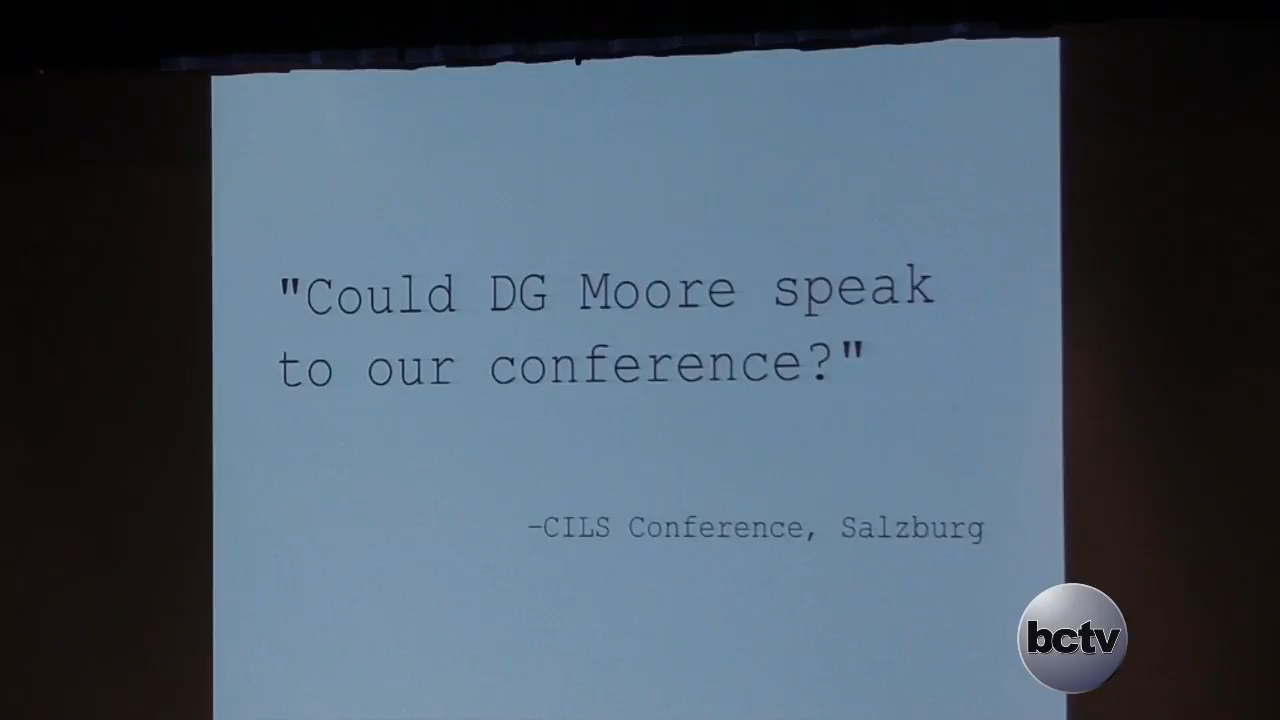 "Could DG Moore speak
to our conference?"
-CILS Conference, Salzburg
bctv